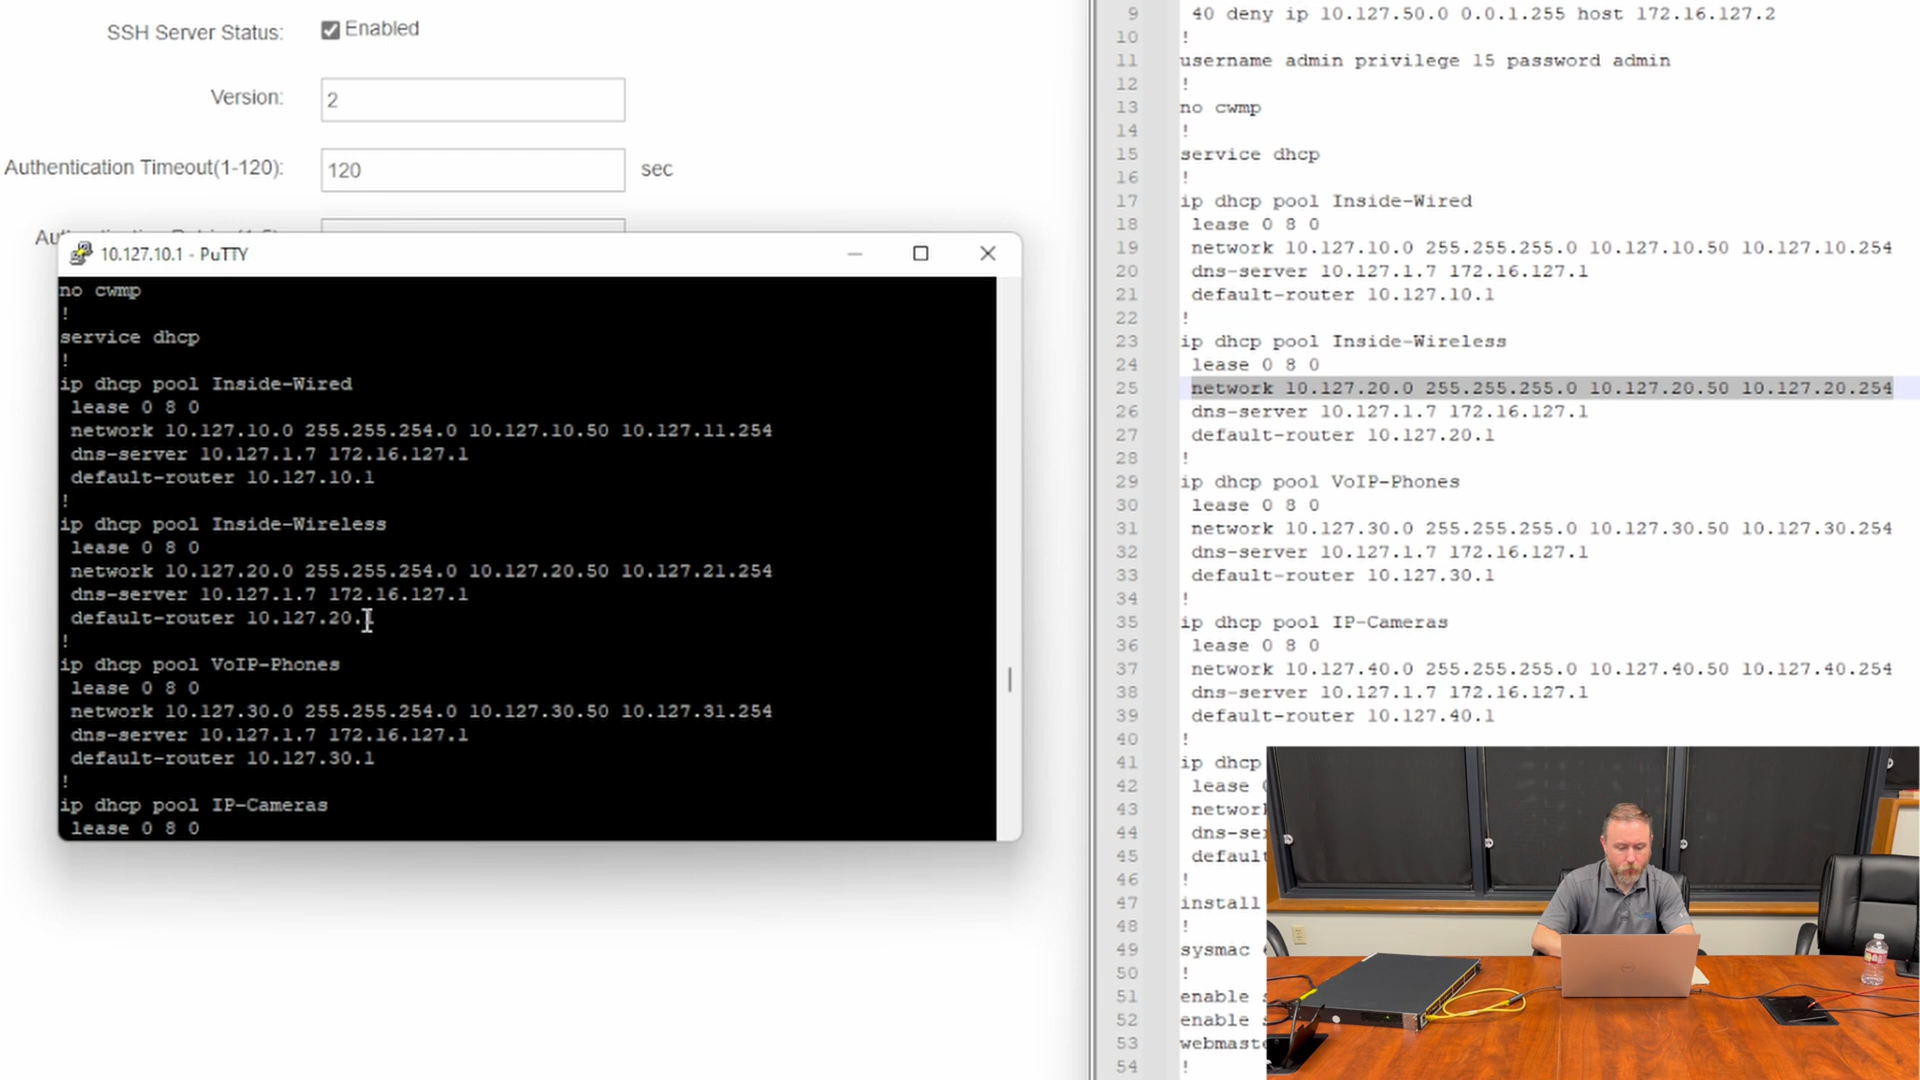 SSH Server Status: Enabled
Version: 2
Authentication Timeout(1-120): 120 sec
10.127.10.1 - PuTTY
no cwmp
!
service dhcp
!
ip dhcp pool Inside-Wired
lease 0 8 0
network 10.127.10.0 255.255.254.0 10.127.10.50 10.127.11.254
dns-server 10.127.1.7 172.16.127.1
default-router 10.127.10.1
!
ip dhcp pool Inside-Wireless
lease 0 8 0
network 10.127.20.0 255.255.254.0 10.127.20.50 10.127.21.254
dns-server 10.127.1.7 172.16.127.1
default-router 10.127.20.
!
ip dhcp pool VoIP-Phones
lease 0 8 0
network 10.127.30.0 255.255.254.0 10.127.30.50 10.127.31.254
dns-server 10.127.1.7 172.16.127.1
default-router 10.127.30.1
!
ip dhcp pool IP-Cameras
lease 0 8 0
9 40 deny ip 10.127.50.0 0.0.1.255 host 172.16.127.2
10 !
11 username admin privilege 15 password admin
12 !
13 no cwmp
14 !
15 service dhcp
16 !
17 ip dhcp pool Inside-Wired
18 lease 0 8 0
19 network 10.127.10.0 255.255.255.0 10.127.10.50 10.127.10.254
20 dns-server 10.127.1.7 172.16.127.1
21 default-router 10.127.10.1
22 !
23 ip dhcp pool Inside-Wireless
24 lease 0 8 0
25 network 10.127.20.0 255.255.255.0 10.127.20.50 10.127.20.254
26 dns-server 10.127.1.7 172.16.127.1
27 default-router 10.127.20.1
28 !
29 ip dhcp pool VoIP-Phones
30 lease 0 8 0
31 network 10.127.30.0 255.255.255.0 10.127.30.50 10.127.30.254
32 dns-server 10.127.1.7 172.16.127.1
33 default-router 10.127.30.1
34 !
35 ip dhcp pool IP-Cameras
36 lease 0 8 0
37 network 10.127.40.0 255.255.255.0 10.127.40.50 10.127.40.254
38 dns-server 10.127.1.7 172.16.127.1
39 default-router 10.127.40.1
40 !
41 ip dhcp
42 lease
43 networ
44 dns-se
45 defaul
46 !
47 install
48 !
49 sysmac
50 !
51 enable
52 enable
53 webmast
54 !